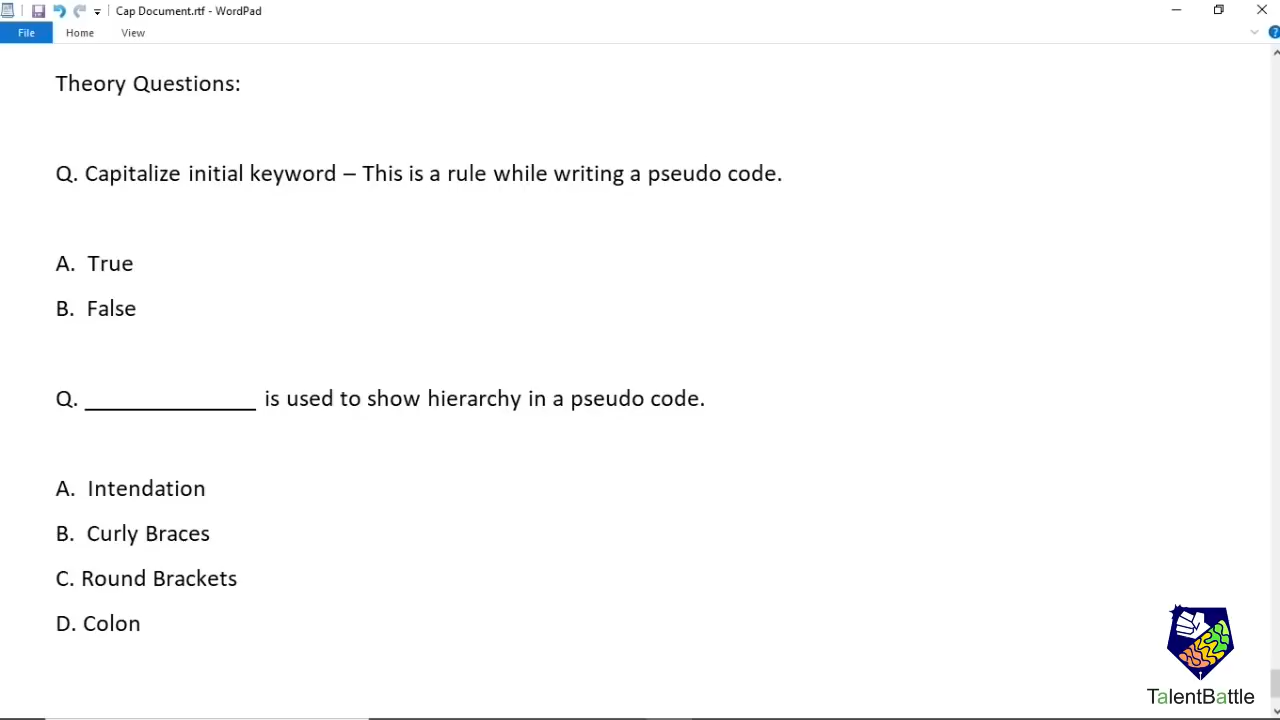 Cap Document.rtf - WordPad
File Home View
Theory Questions:
Q. Capitalize initial keyword – This is a rule while writing a pseudo code.
A. True
B. False
Q. ______________ is used to show hierarchy in a pseudo code.
A. Intendation
B. Curly Braces
C. Round Brackets
D. Colon
TalentBattle